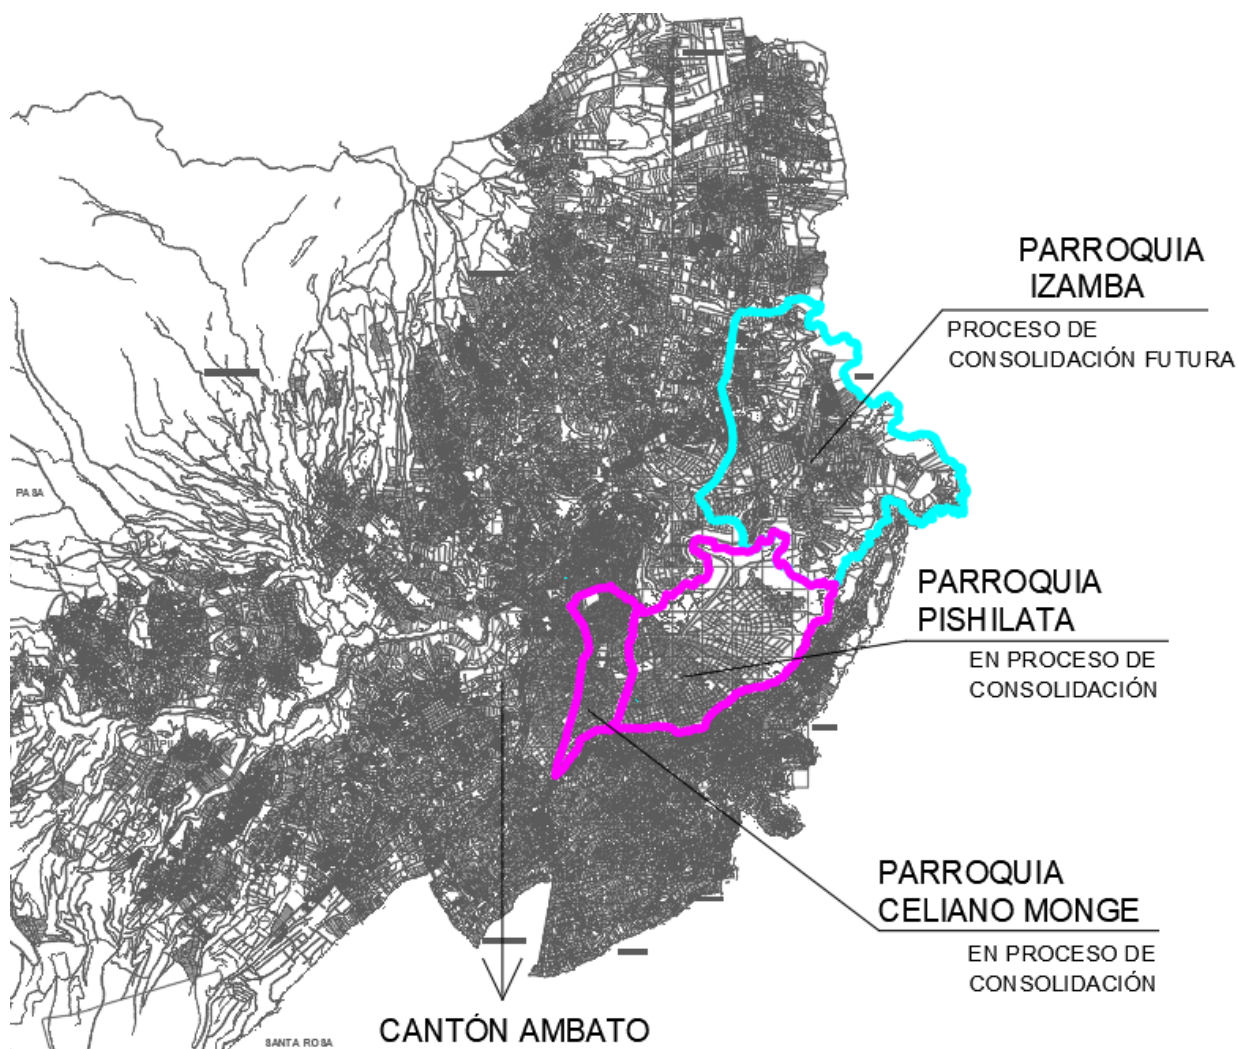 PARROQUIA
IZAMBA
PROCESO DE
CONSOLIDACIÓN FUTURA
PASA
PARROQUIA
PISHILATA
EN PROCESO DE
CONSOLIDACIÓN
PARROQUIA
CELIANO MONGE
EN PROCESO DE
CONSOLIDACIÓN
CANTÓN AMBATO
SANTA ROSA